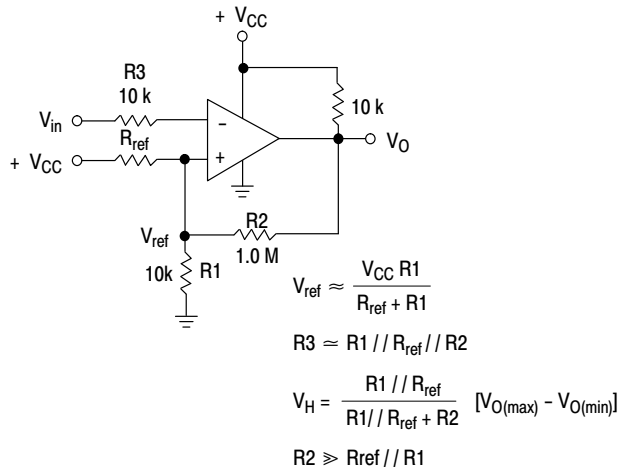 + VCC
R3
10 k
10 k
Vin
-
VO
Rref
+ VCC
+
R2
Vref
1.0 M
10k
R1
Vref ≈ VCC R1 / Rref + R1
R3 ≃ R1 // Rref // R2
VH = R1 // Rref / R1// Rref + R2 [VO(max) - VO(min)]
R2 ≫ Rref // R1